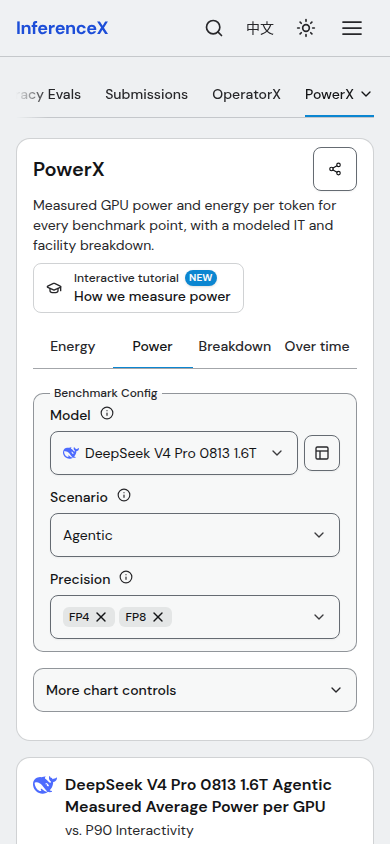 InferenceX
中文
acy Evals
Submissions
OperatorX
PowerX
PowerX
Measured GPU power and energy per token for
every benchmark point, with a modeled IT and
facility breakdown.
Interactive tutorial NEW
How we measure power
Energy
Power
Breakdown
Over time
Benchmark Config
Model
DeepSeek V4 Pro 0813 1.6T
Scenario
Agentic
Precision
FP4
FP8
More chart controls
DeepSeek V4 Pro 0813 1.6T Agentic
Measured Average Power per GPU
vs. P90 Interactivity